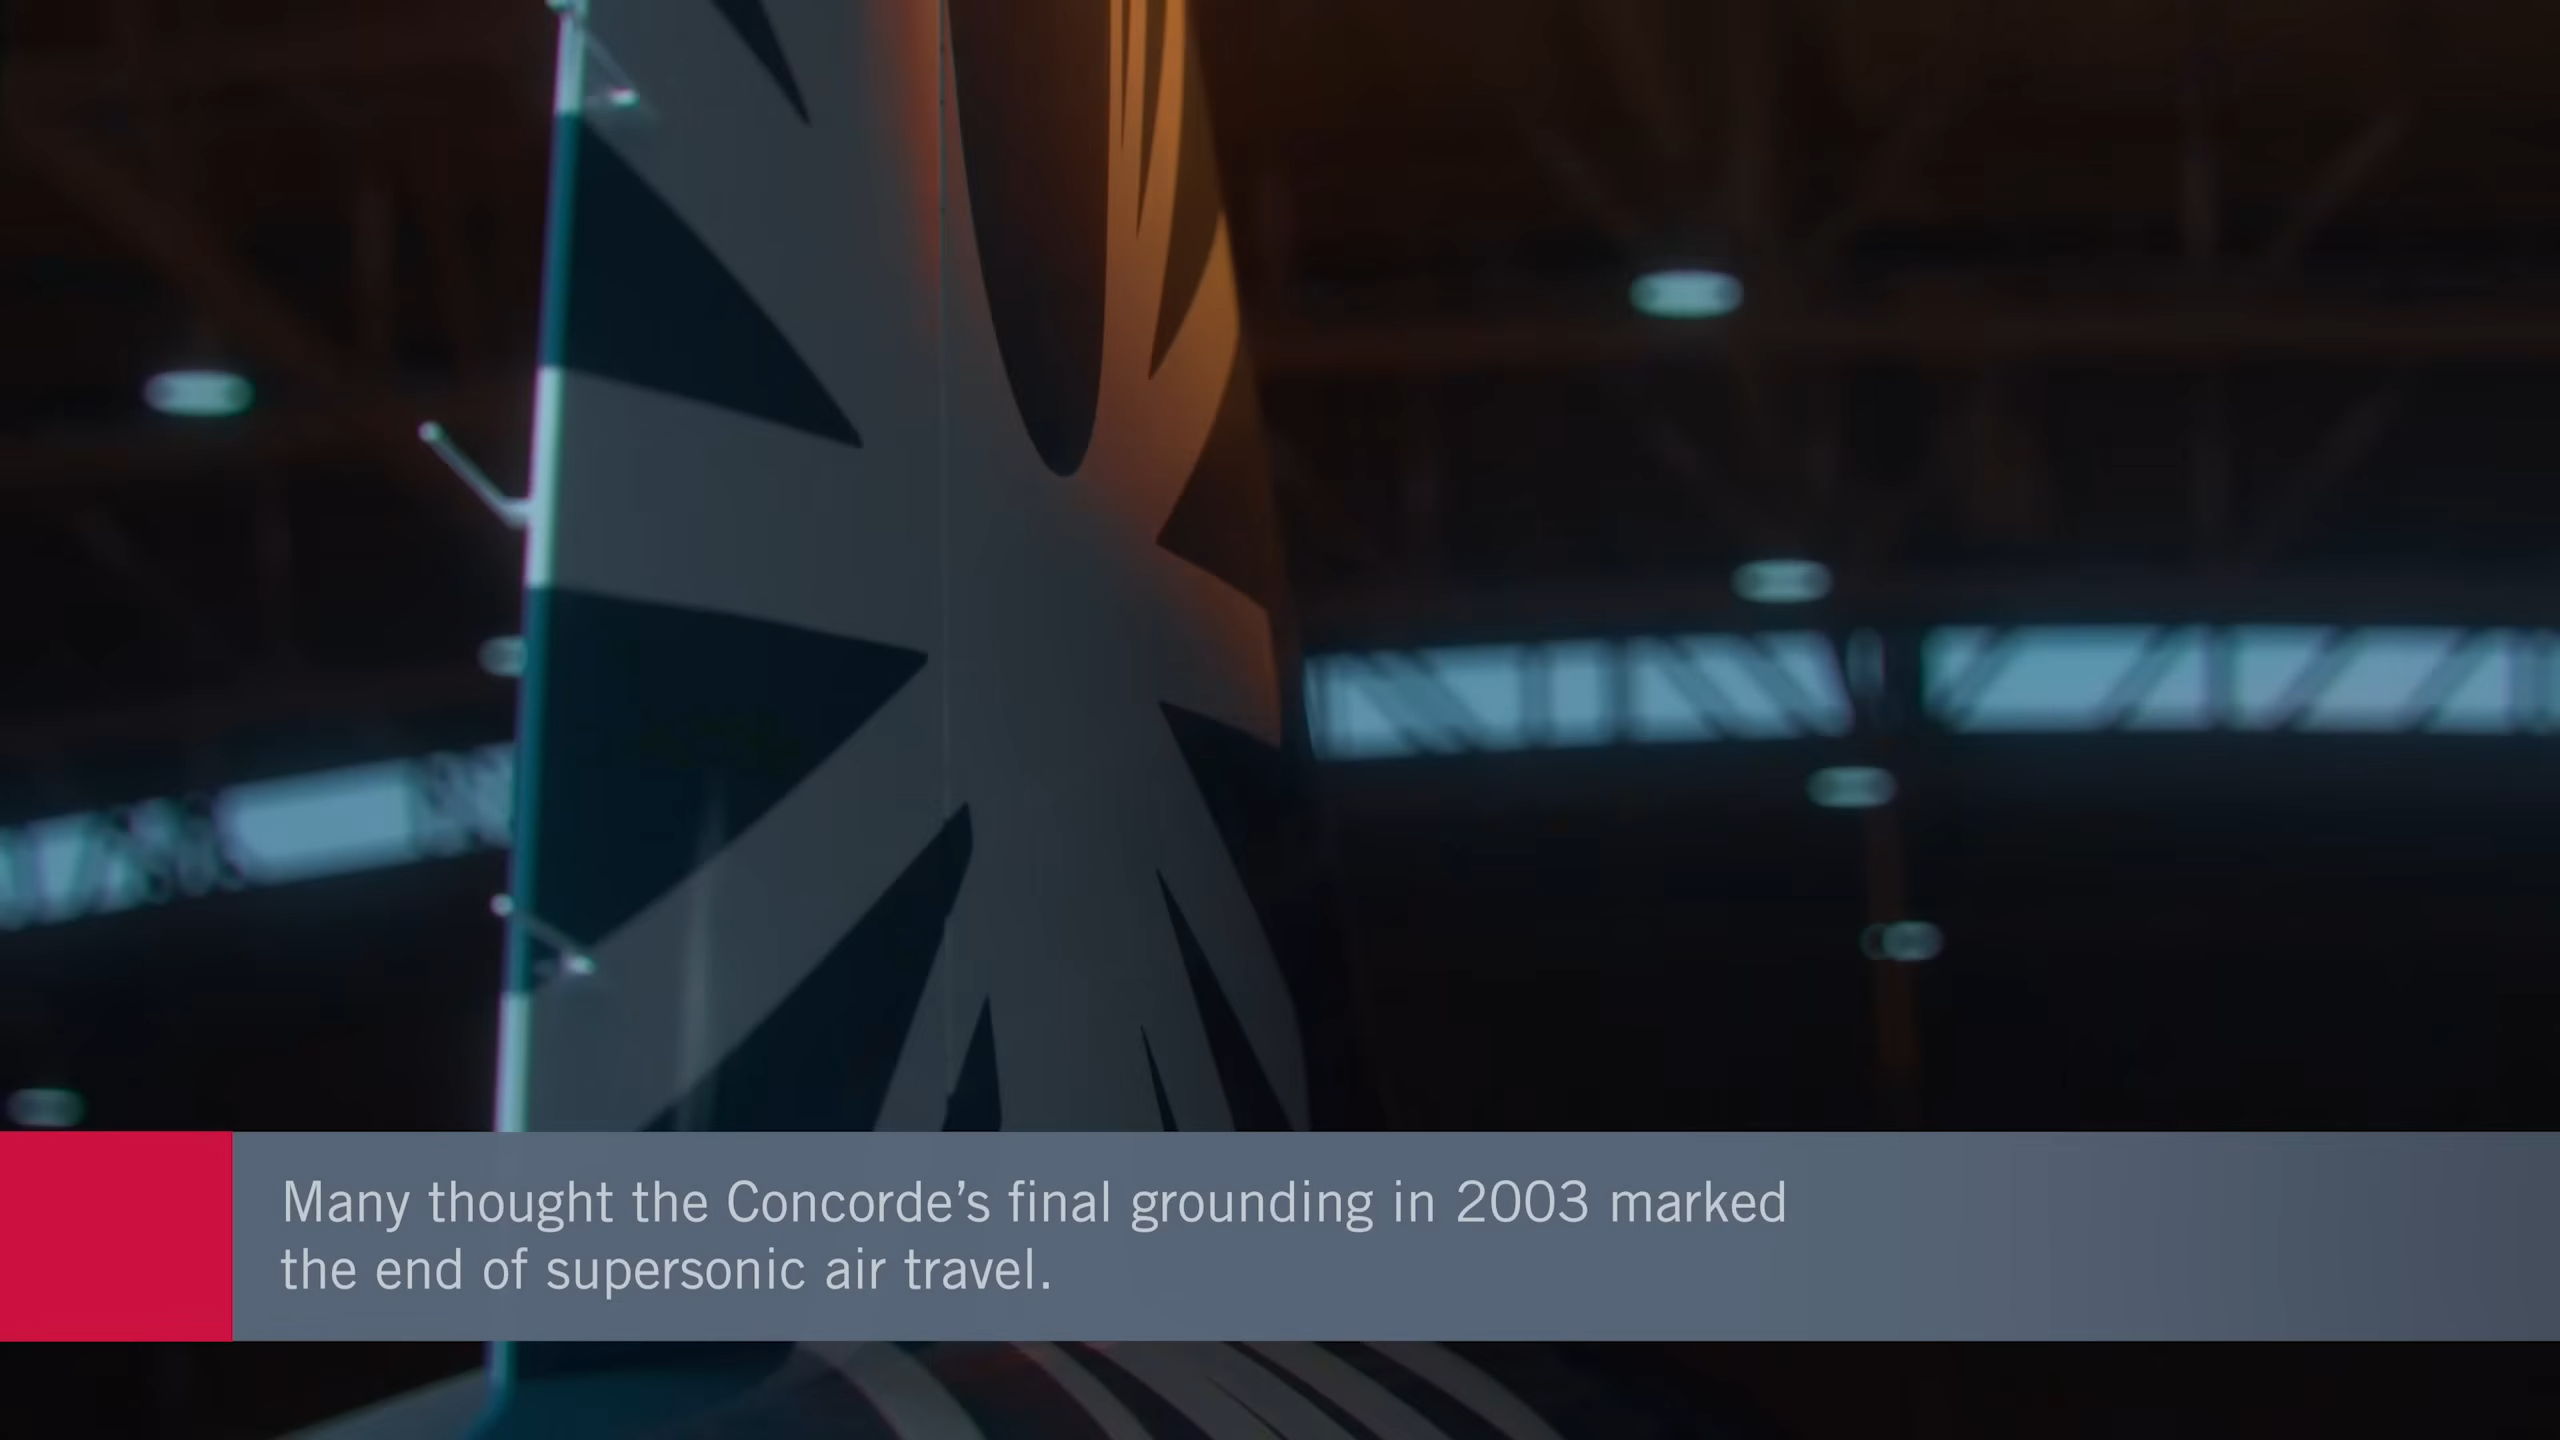 Many thought the Concorde’s final grounding in 2003 marked
the end of supersonic air travel.